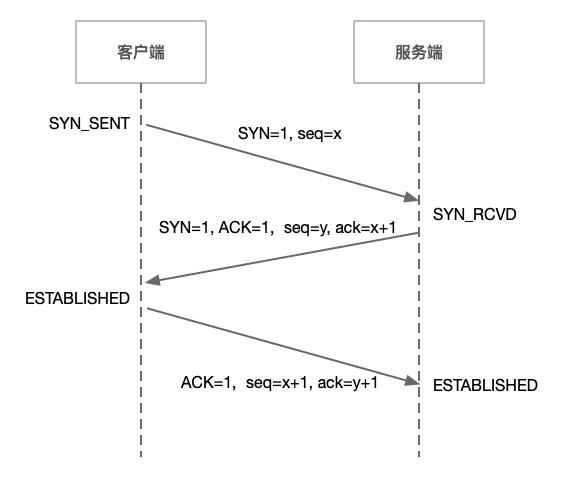 客户端
服务端
SYN_SENT
SYN=1, seq=x
SYN_RCVD
SYN=1, ACK=1,  seq=y, ack=x+1
ESTABLISHED
ACK=1,  seq=x+1, ack=y+1
ESTABLISHED